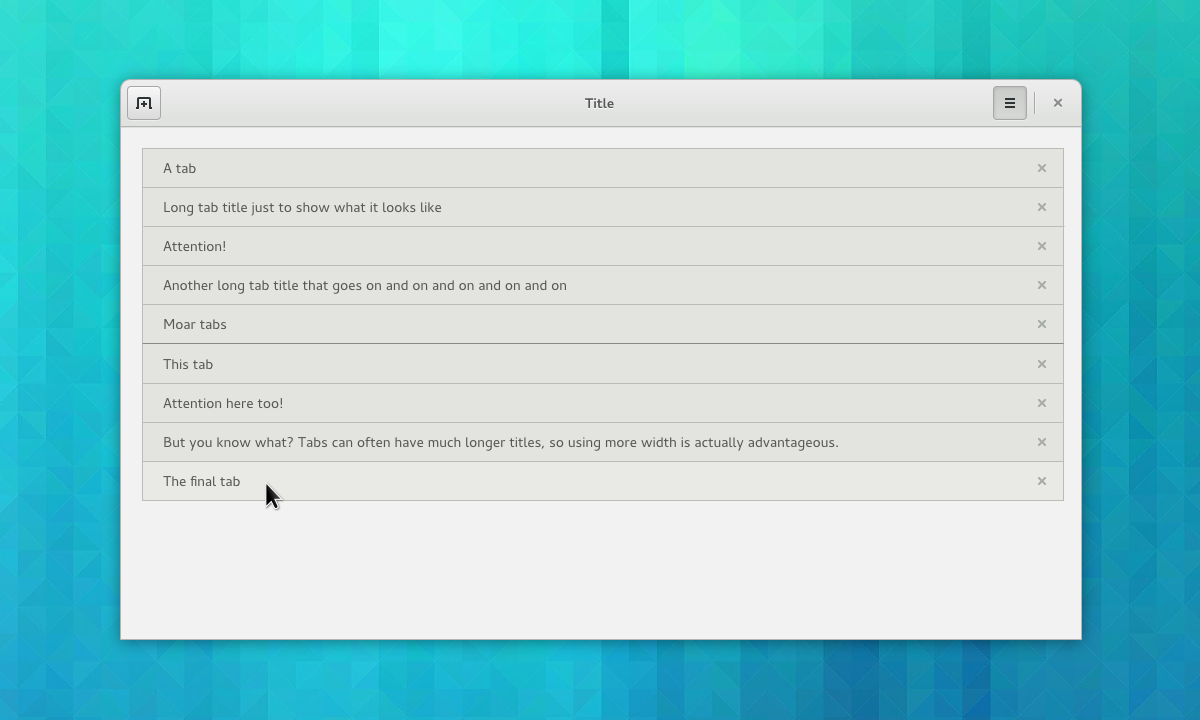 Title
A tab
Long tab title just to show what it looks like
Attention!
Another long tab title that goes on and on and on and on and on
Moar tabs
This tab
Attention here too!
But you know what? Tabs can often have much longer titles, so using more width is actually advantageous.
The final tab